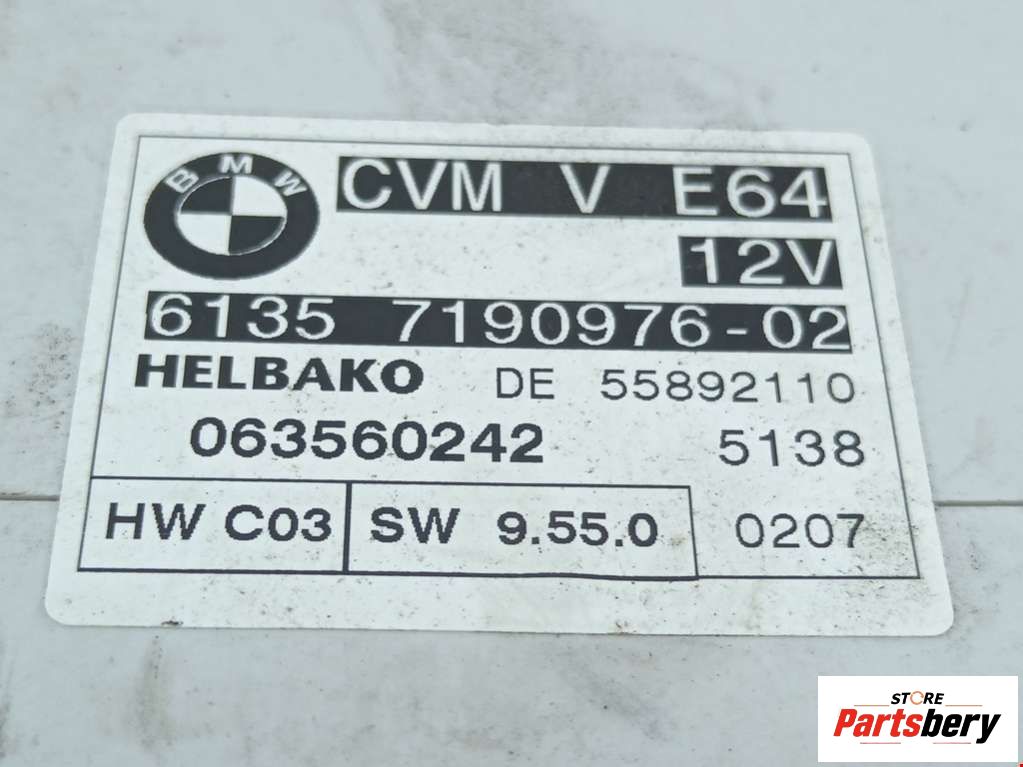 BMW
CVM V E64
12V
6135 7190976-02
HELBAKO DE 55892110
063560242 5138
HW C03 SW 9.55.0 0207
STORE
Partsbery